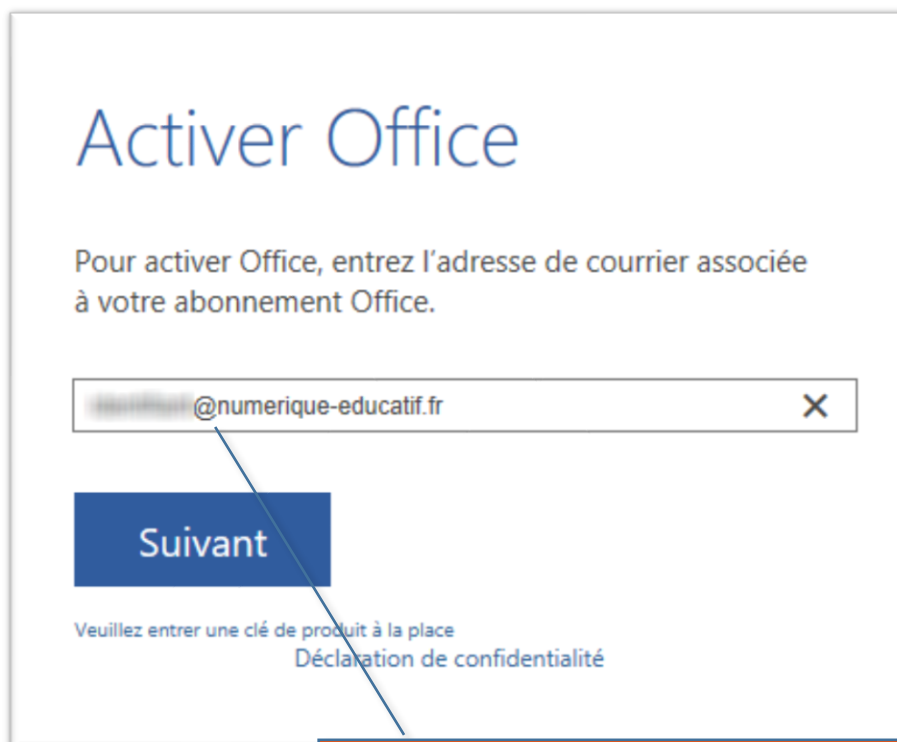 Activer Office
Pour activer Office, entrez l’adresse de courrier associée
à votre abonnement Office.
@numerique-educatif.fr
Suivant
Veuillez entrer une clé de produit à la place
Déclaration de confidentialité